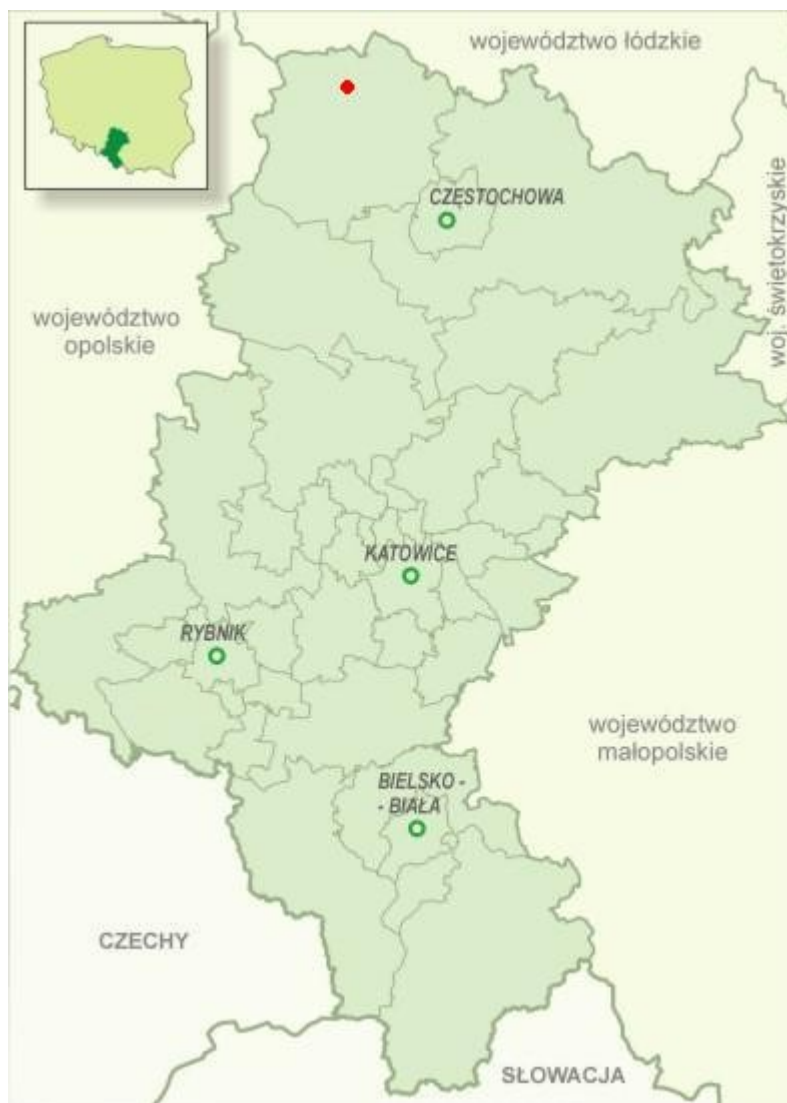 województwo łódzkie
woj. świętokrzyskie
CZĘSTOCHOWA
województwo
opolskie
KATOWICE
RYBNIK
województwo
małopolskie
BIELSKO -
- BIAŁA
CZECHY
SŁOWACJA